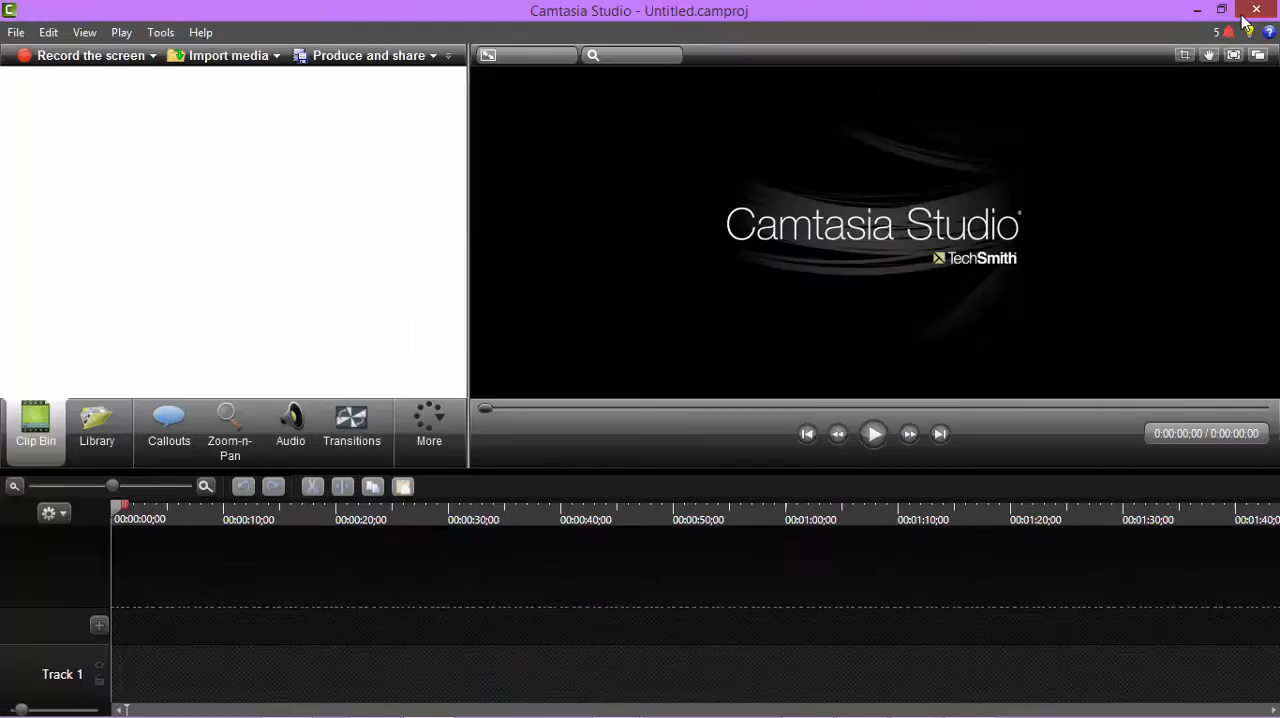 Camtasia Studio - Untitled.camproj
File Edit View Play Tools Help 5
Record the screen Import media Produce and share
Camtasia Studio®
TechSmith
Clip Bin Library Callouts Zoom-n-Pan Audio Transitions More
0:00:00;00 / 0:00:00;00
00:00:00;00 00:00:10;00 00:00:20;00 00:00:30;00 00:00:40;00 00:00:50;00 00:01:00;00 00:01:10;00 00:01:20;00 00:01:30;00 00:01:40;0
Track 1